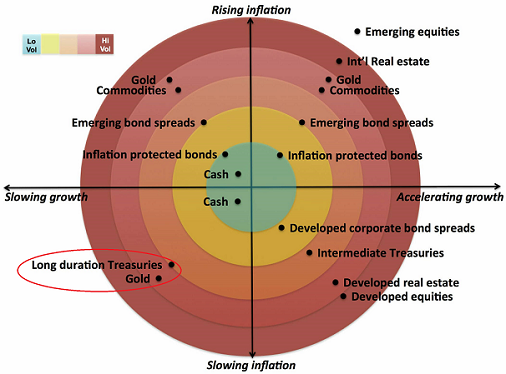 Rising inflation
Emerging equities
Lo Vol
Hi Vol
Int'l Real estate
Gold
Gold
Commodities
Commodities
Emerging bond spreads
Emerging bond spreads
Inflation protected bonds
Inflation protected bonds
Cash
Slowing growth
Accelerating growth
Cash
Developed corporate bond spreads
Intermediate Treasuries
Long duration Treasuries
Gold
Developed real estate
Developed equities
Slowing inflation